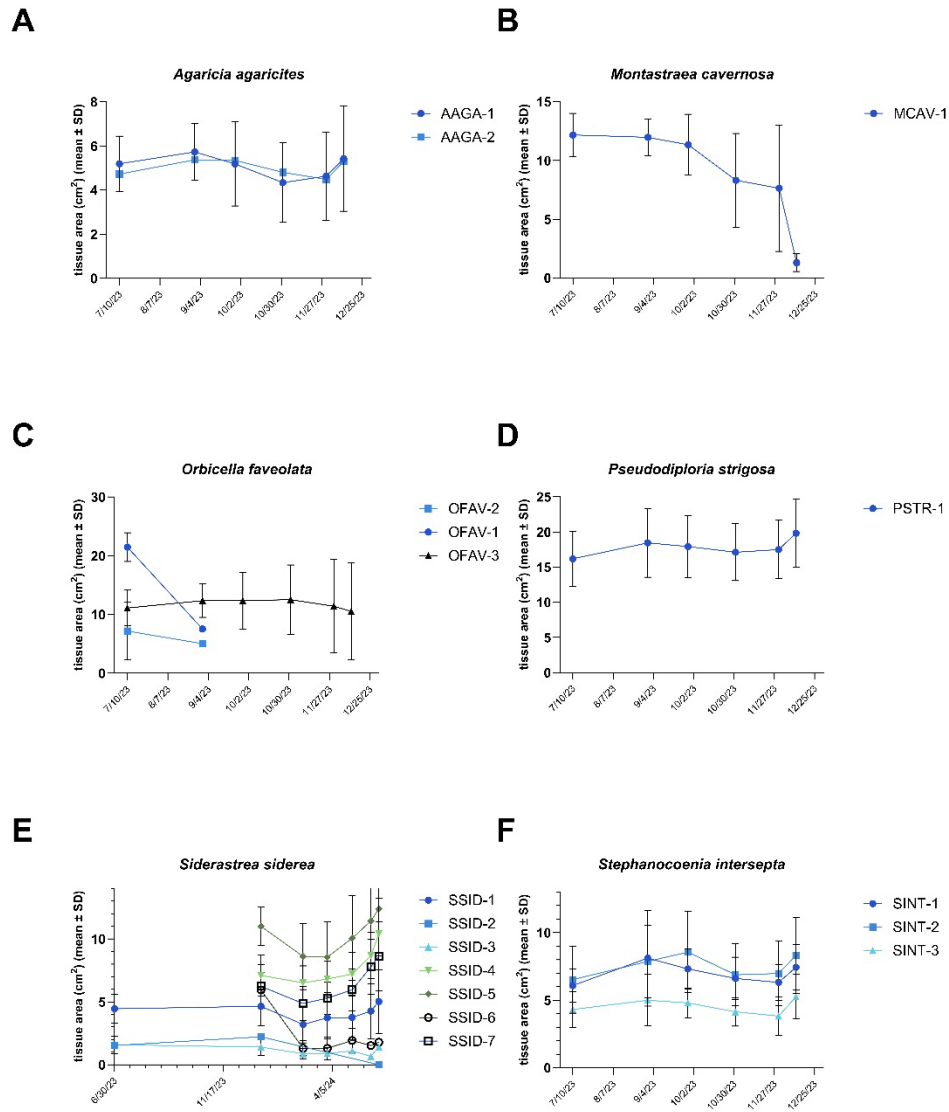 A
Agaricia agaricites
tissue area (cm²) (mean ± SD)
8
6
4
2
0
7/10/23
8/7/23
9/4/23
10/2/23
10/30/23
11/27/23
12/25/23
AAGA-1
AAGA-2
B
Montastraea cavernosa
tissue area (cm²) (mean ± SD)
15
10
5
0
7/10/23
8/7/23
9/4/23
10/2/23
10/30/23
11/27/23
12/25/23
MCAV-1
C
Orbicella faveolata
tissue area (cm²) (mean ± SD)
30
20
10
0
7/10/23
8/7/23
9/4/23
10/2/23
10/30/23
11/27/23
12/25/23
OFAV-2
OFAV-1
OFAV-3
D
Pseudodiploria strigosa
tissue area (cm²) (mean ± SD)
25
20
15
10
5
0
7/10/23
8/7/23
9/4/23
10/2/23
10/30/23
11/27/23
12/25/23
PSTR-1
E
Siderastrea siderea
tissue area (cm²) (mean ± SD)
10
5
0
6/30/23
11/17/23
4/5/24
SSID-1
SSID-2
SSID-3
SSID-4
SSID-5
SSID-6
SSID-7
F
Stephanocoenia intersepta
tissue area (cm²) (mean ± SD)
10
5
0
7/10/23
8/7/23
9/4/23
10/2/23
10/30/23
11/27/23
12/25/23
SINT-1
SINT-2
SINT-3